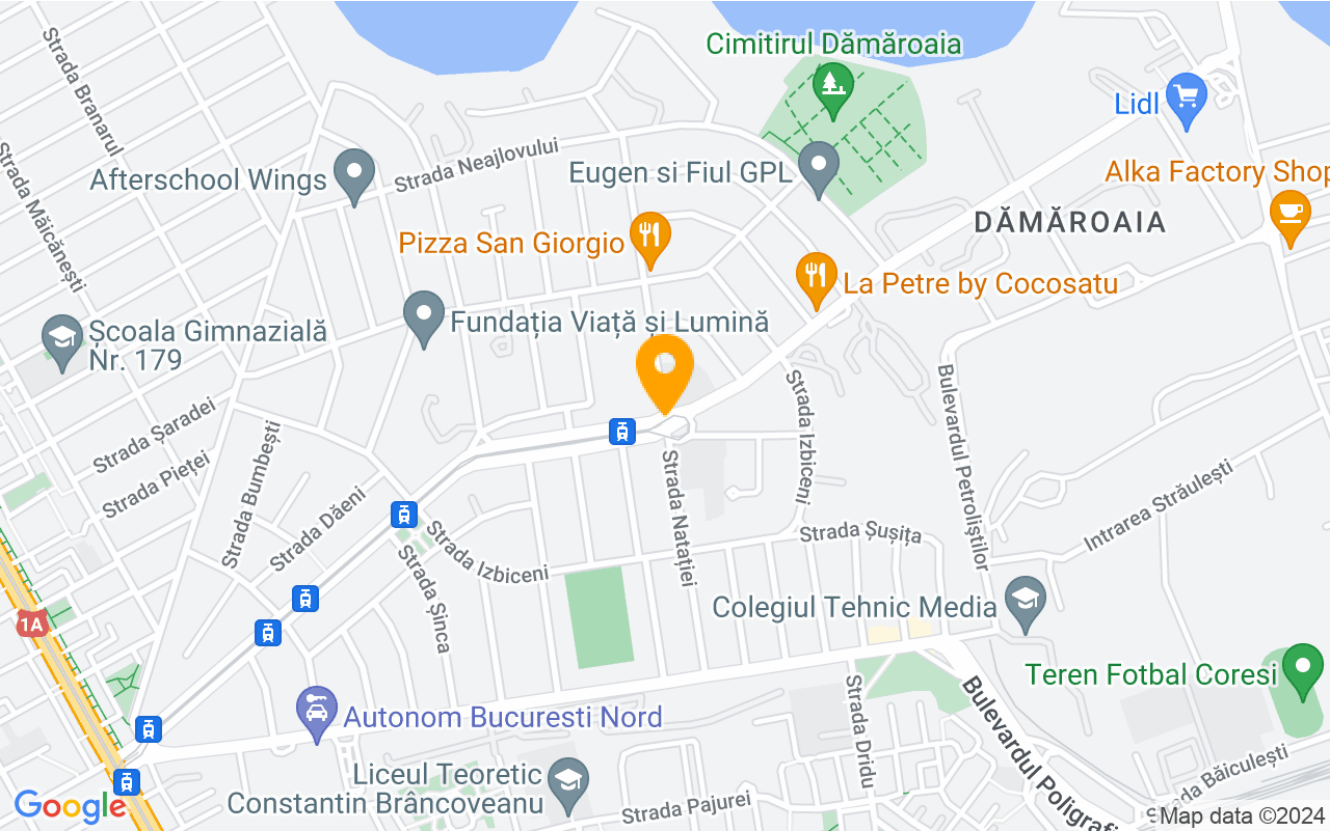 Cimitirul Dămăroaia
Strada Branarul
Lidl
Strada Neajlovului
Afterschool Wings
Eugen si Fiul GPL
Alka Factory Shop
Strada Măicănești
DĂMĂROAIA
Pizza San Giorgio
La Petre by Cocosatu
Fundația Viață și Lumină
Școala Gimnazială
Nr. 179
Strada Șaradei
Strada Izbiceni
Bulevardul Petroliștilor
Strada Pieței
Strada Bumbești
Strada Dăeni
Strada Natației
Intrarea Străulești
Strada Izbiceni
Strada Sușița
Strada Șinca
Colegiul Tehnic Media
1A
Teren Fotbal Coresi
Autonom Bucuresti Nord
Strada Dridu
Bulevardul Poligrafi
Liceul Teoretic
Constantin Brâncoveanu
Strada Pajurei
Băiculești
Google
Map data ©2024